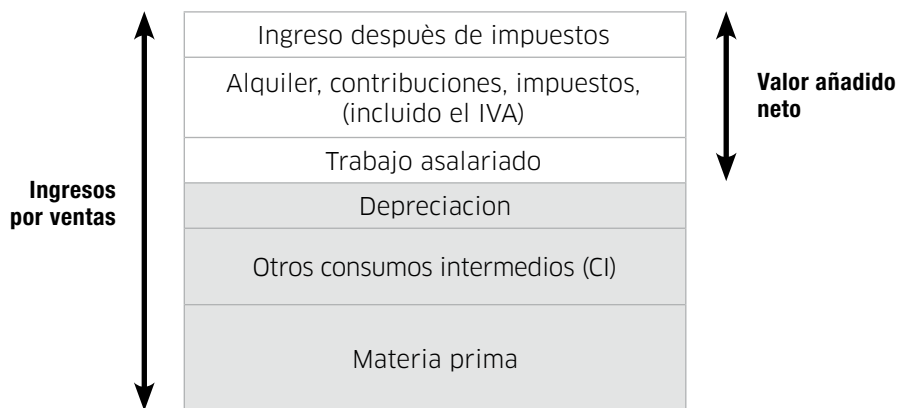 Ingreso despuès de impuestos
Alquiler, contribuciones, impuestos,
(incluido el IVA)
Trabajo asalariado
Depreciacion
Otros consumos intermedios (CI)
Materia prima
Ingresos
por ventas
Valor añadido
neto